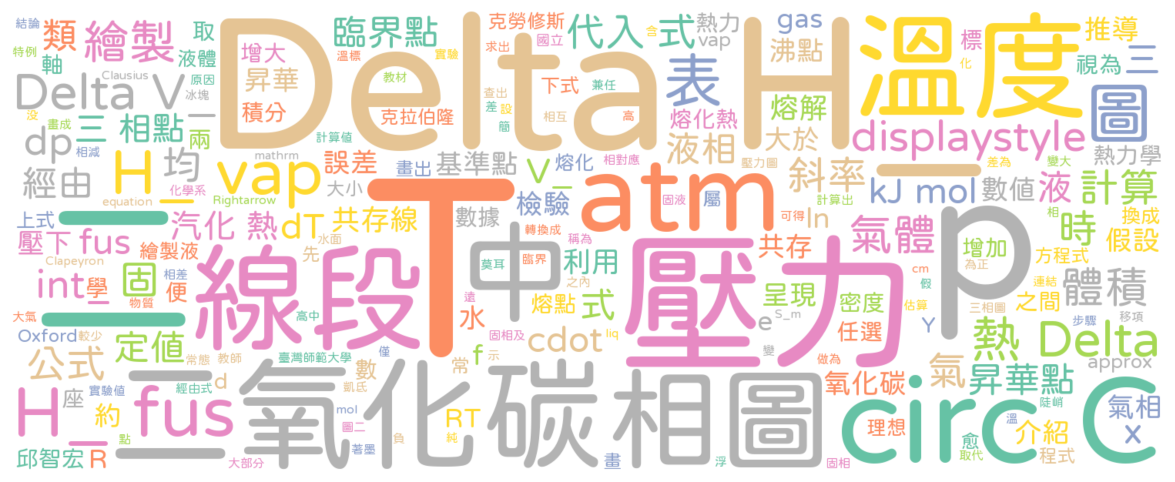 結論 類 繪製 取 臨界點 克勞修斯 代入 式 熱力 gas 標 推導
特例 軸 液體 增大 溫標 求出 國立 含 vap 沸點 化 視為 三
Delta V Clausius 原因 昇華 實驗 教材 兼任 下式 表 溫度 圖
没 畫成 冰塊 積分 克拉伯隆 差 設 查出 熔解
dp 三 相點 兩 Delta H 簡 相互 高 熔化熱 大於 displaystyle
相減 計算值 液相 壓力圖 差為 變大 熱力學
經由 H_ 均 mathrm 誤差 畫出 基準點 V_ 熔化 相對應 斜率 kJ mol 數值 液 計算
化學系 vap 大小 檢驗 固液 屬
equation Rightarrow T_ atm ln 計算出 相 可得
上式 汽化 熱 dT 共存線 數據 中 轉換成 稱為 共存 氣體 p 增加 時 換成
壓下 fus 繪製液 先 水面 莫耳 臨界 利用 方程式 假設
Clapeyron 相差 線段 壓力 為正
int 學_ 固 便 遠 之內 cm 假 連結 之間 體積
大氣 物質 高中 水 熔點 式 呈現 密度 e S_m 估算 三相圖 移項
Oxford 較少 定值 常態 教師 固相及 liq cdot 任選 Y 步驟
公式 d 臺灣師範大學 常 f 示 變 做為 熱 Delta approx
H_ 座 實驗值 經由式 凱氏 數 僅 氧化碳 氣 昇華點 陡峭
約 fus 二氧化碳相圖 mol RT circ C 氣相
點 圖二 負 理想 愈 溫 介紹 x
邱智宏 R 大部分 著墨 純 畫 浮 固相 取代 程式